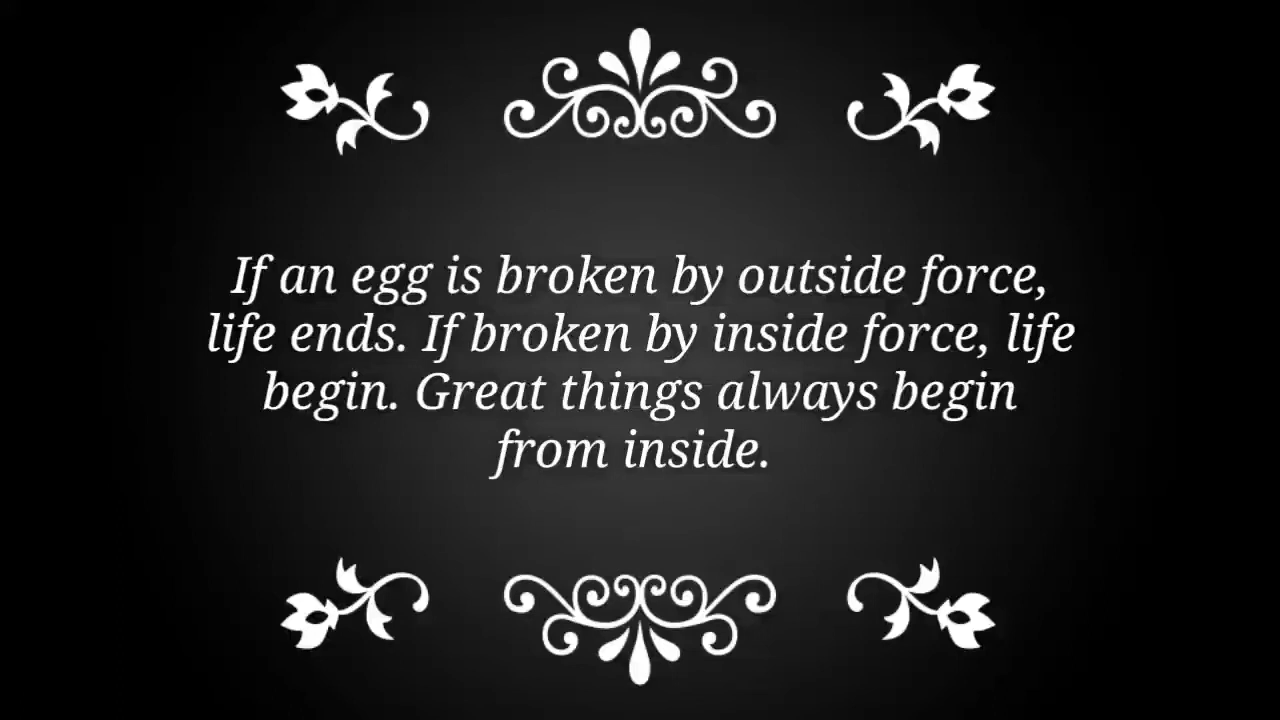 If an egg is broken by outside force,
life ends. If broken by inside force, life
begin. Great things always begin
from inside.